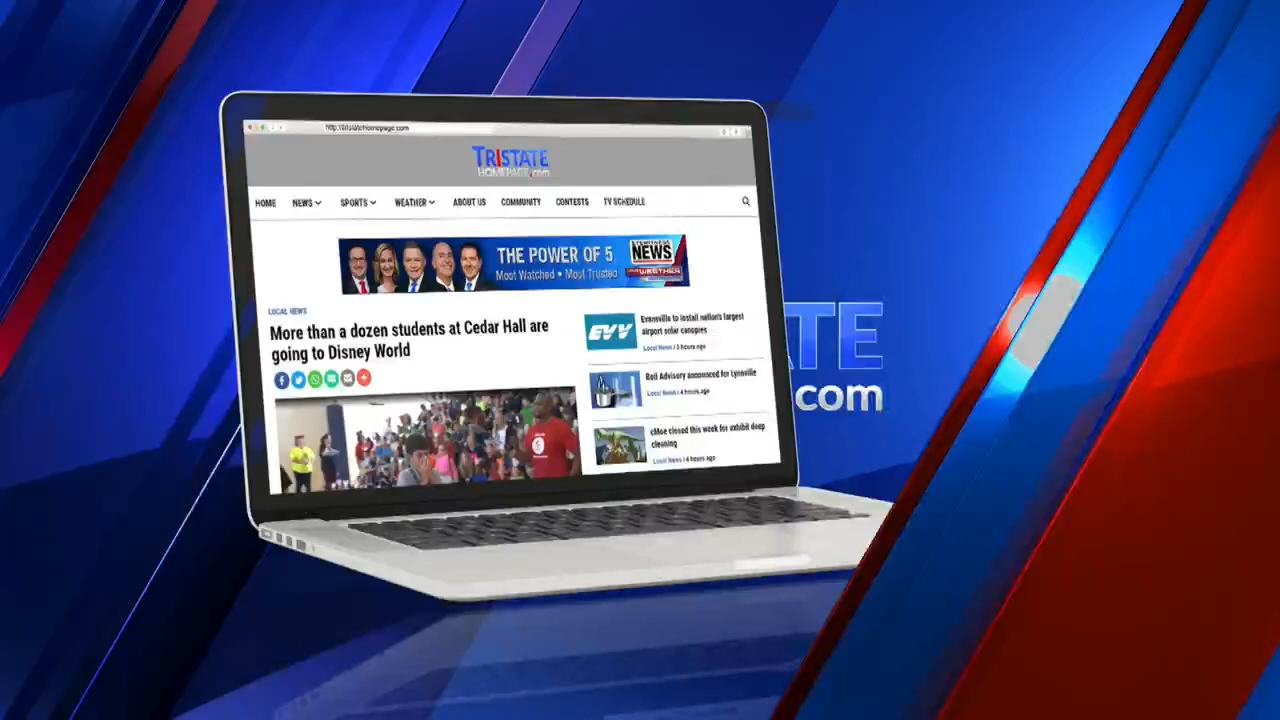 http://tristatehomepage.com
TRISTATE
HOMEPAGE.com
HOME NEWS SPORTS WEATHER ABOUT US COMMUNITY CONTESTS TV SCHEDULE
THE POWER OF 5
Most Watched • Most Trusted
EYEWITNESS
NEWS
WEATHER
LOCAL NEWS
More than a dozen students at Cedar Hall are
going to Disney World
EVV
Evansville to install nation's largest
airport solar canopies
Local News / 3 hours ago
Boil Advisory announced for Lynnville
Local News / 4 hours ago
cMoe closed this week for exhibit deep
cleaning
Local News / 4 hours ago
ATE
.com